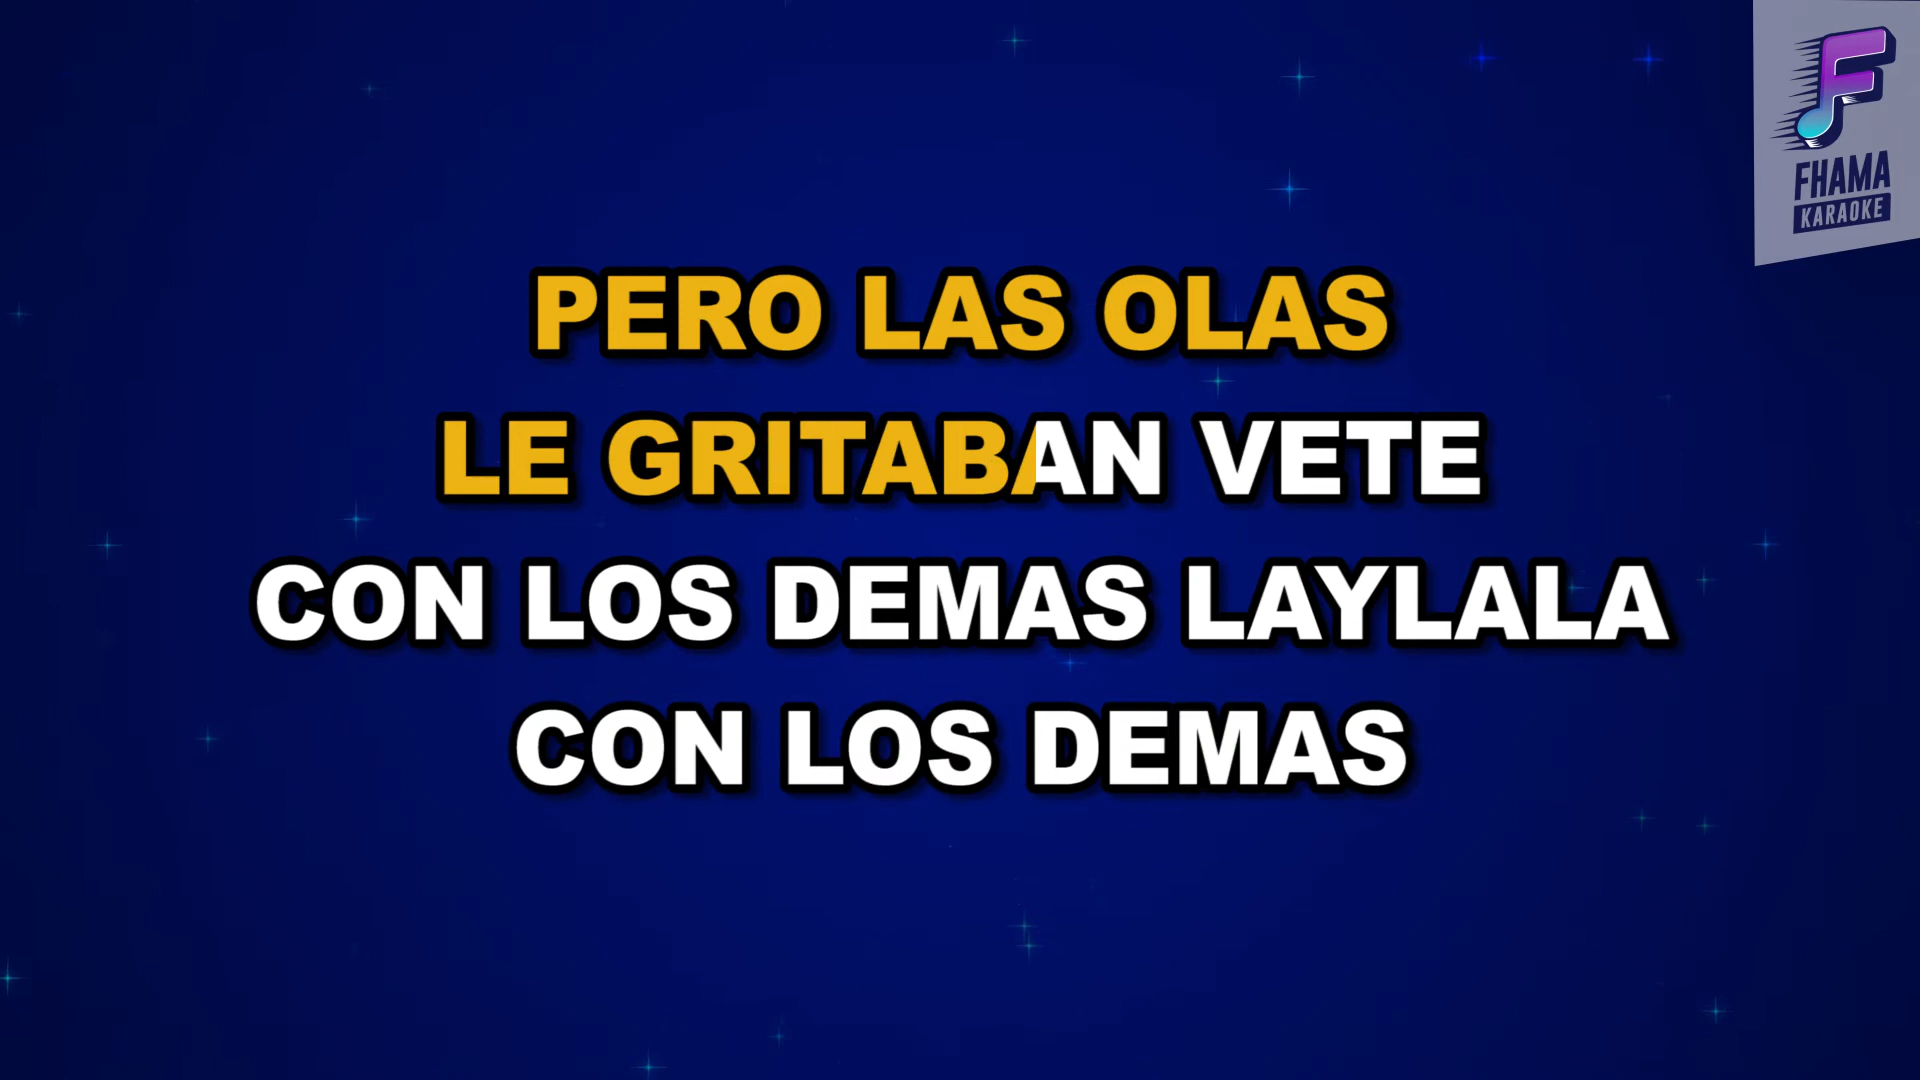 FHAMA
KARAOKE
PERO LAS OLAS
LE GRITABAN VETE
CON LOS DEMAS LAYLALA
CON LOS DEMAS